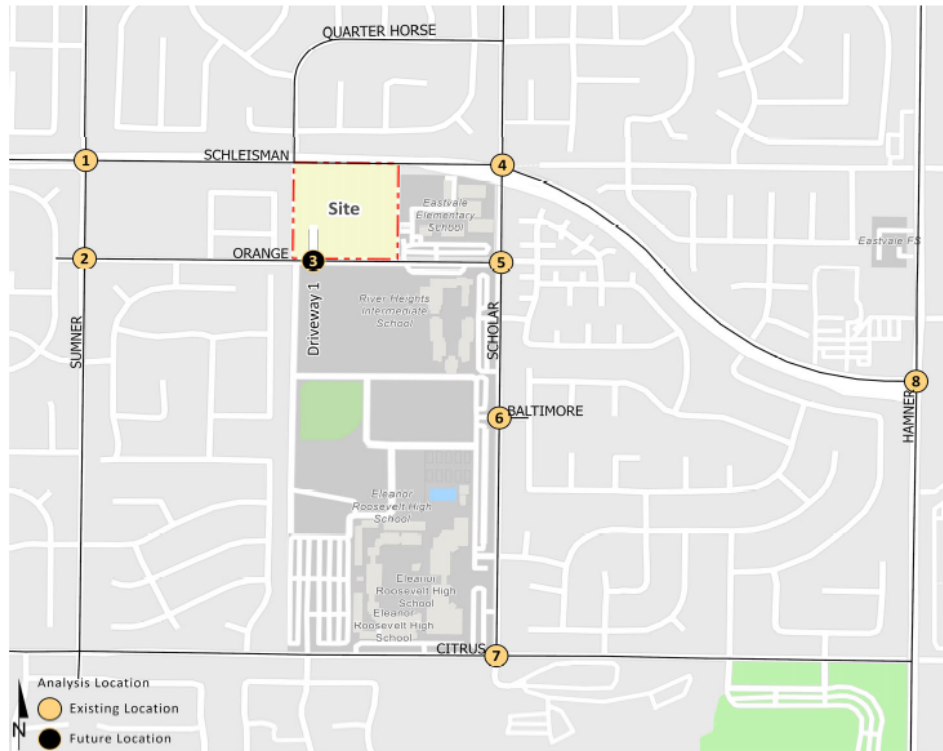 QUARTER HORSE
1
SCHLEISMAN
4
Site
Eastvale
Elementary
School
Eastvale FS
2
ORANGE
3
5
Driveway 1
River Heights
Intermediate
School
SUMNER
SCHOLAR
8
HAMNER
6
BALTIMORE
Eleanor
Roosevelt High
School
Eleanor
Roosevelt High
School
Eleanor
Roosevelt High
School
CITRUS
7
Analysis Location
Existing Location
Future Location
N